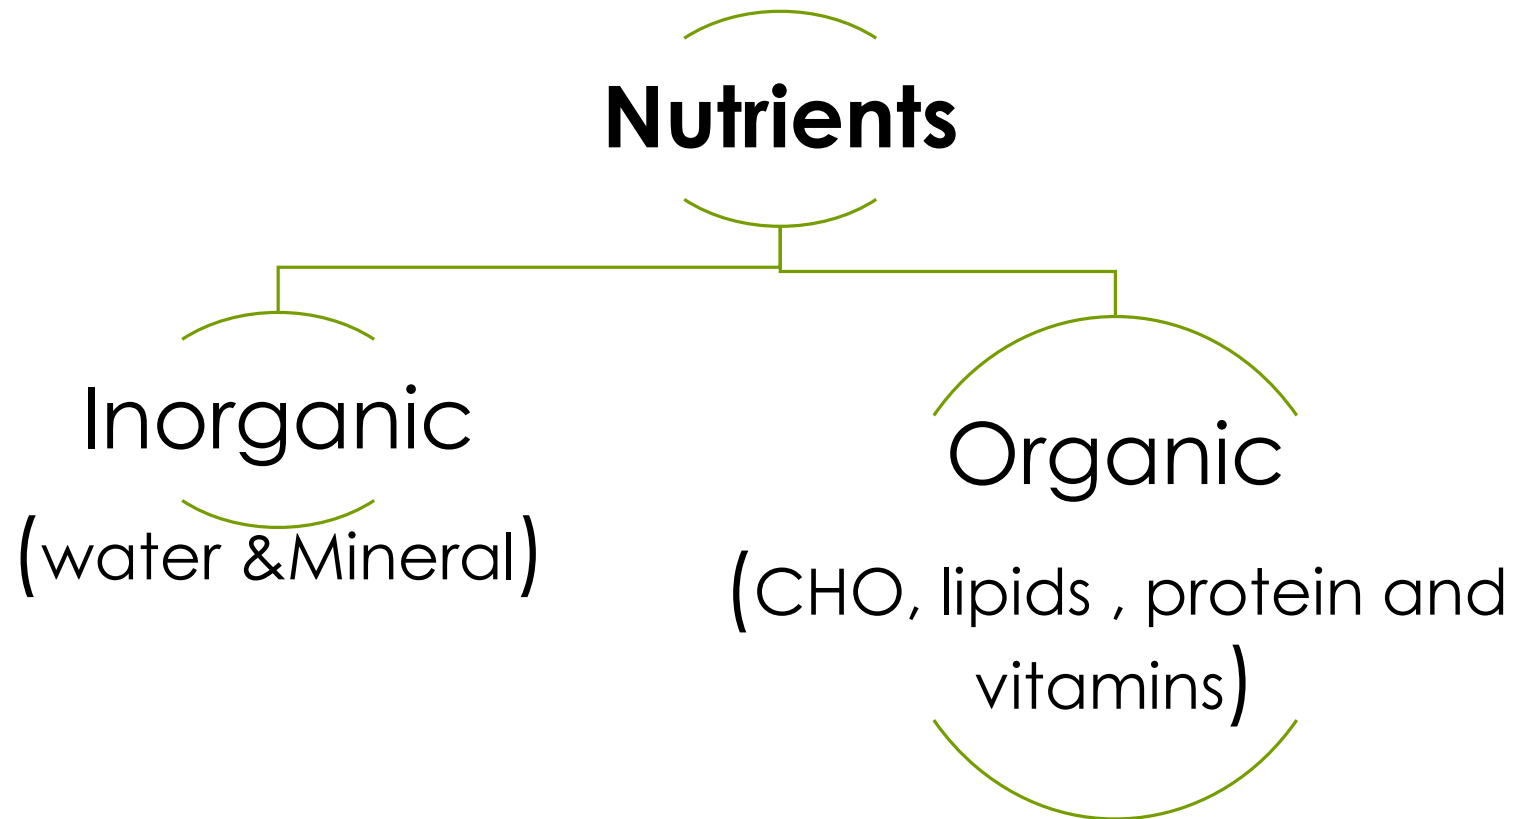 Nutrients
Inorganic
(water &Mineral)
Organic
(CHO, lipids , protein and
vitamins)